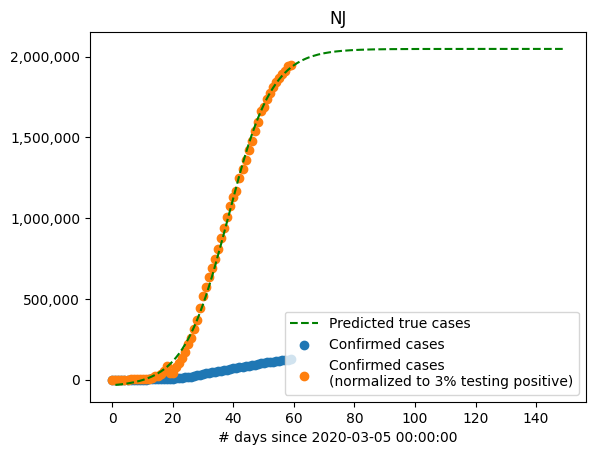 NJ
2,000,000
1,500,000
1,000,000
500,000
0
Predicted true cases
Confirmed cases
Confirmed cases
(normalized to 3% testing positive)
0 20 40 60 80 100 120 140
# days since 2020-03-05 00:00:00